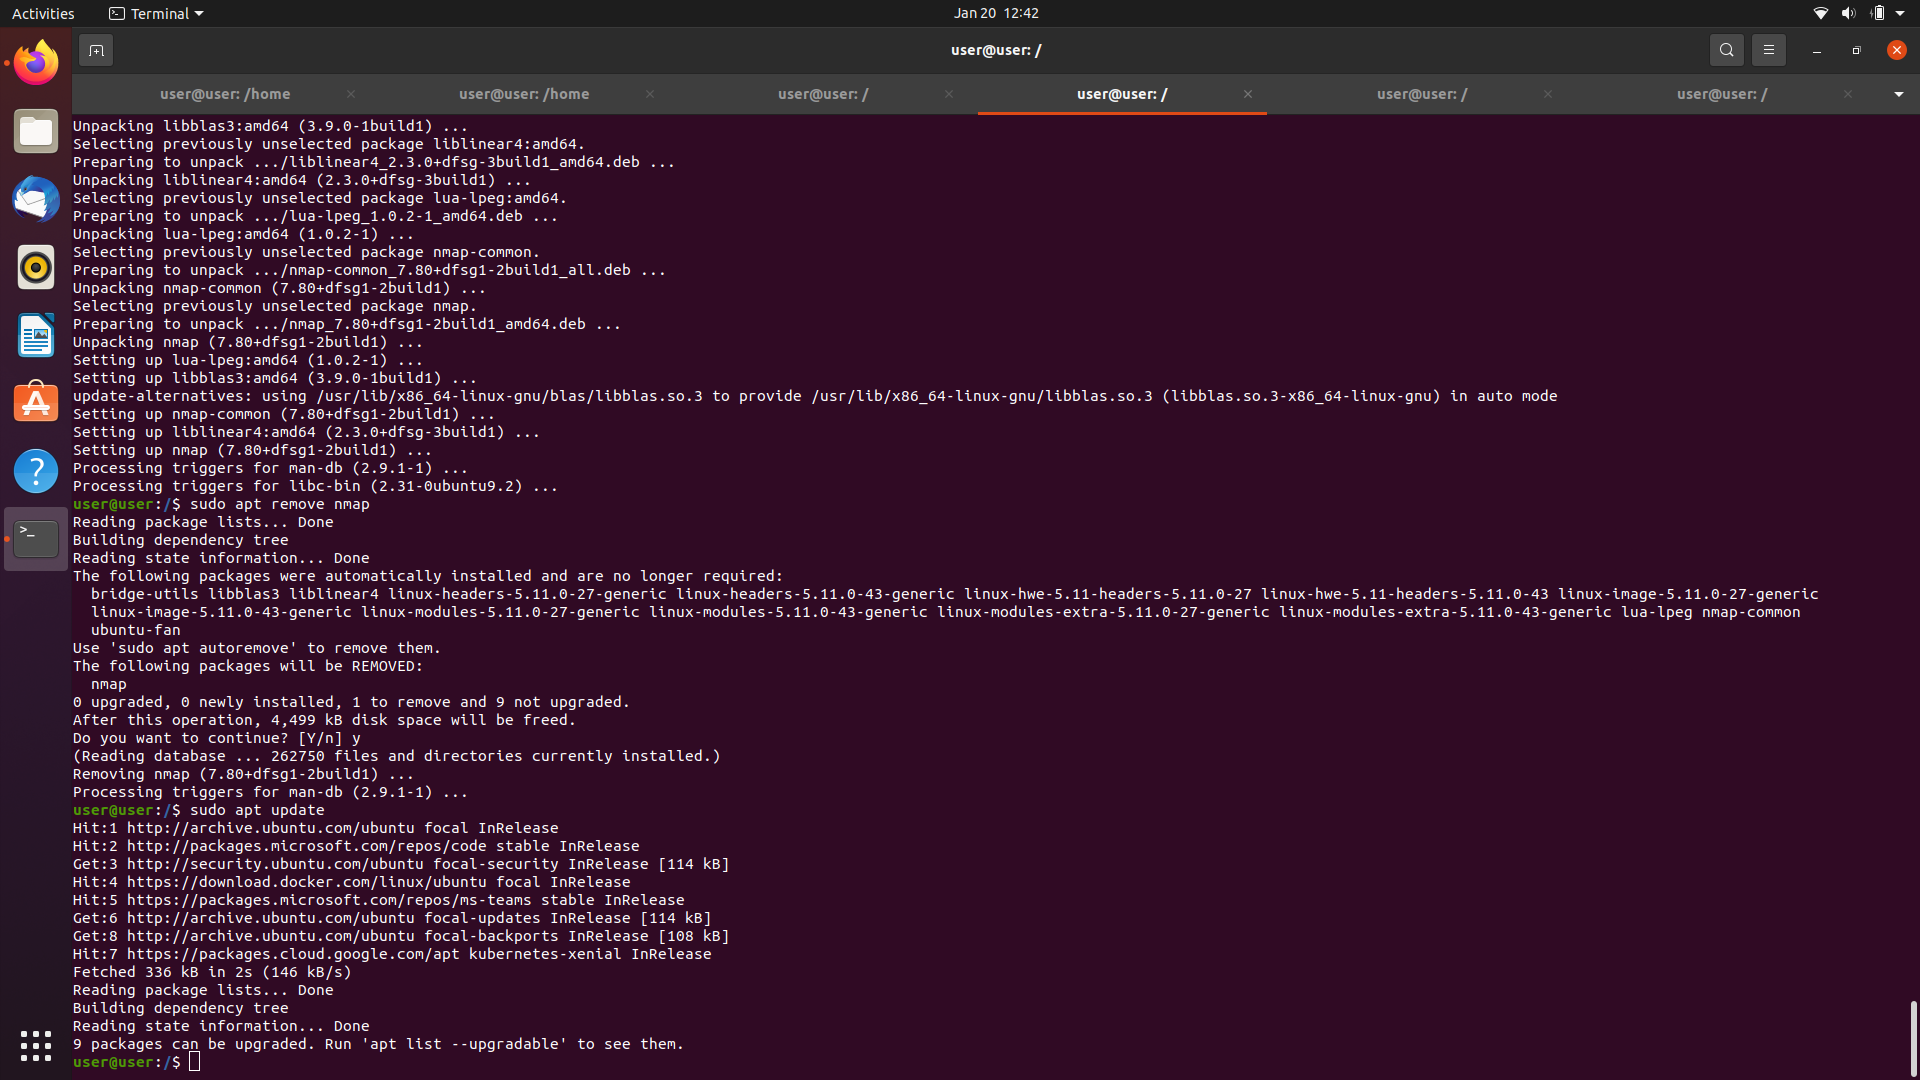 Activities
Terminal
Jan 20 12:42
user@user: /
user@user: /home
user@user: /home
user@user: /
user@user: /
user@user: /
user@user: /
Unpacking libblas3:amd64 (3.9.0-1build1) ...
Selecting previously unselected package liblinear4:amd64.
Preparing to unpack .../liblinear4_2.3.0+dfsg-3build1_amd64.deb ...
Unpacking liblinear4:amd64 (2.3.0+dfsg-3build1) ...
Selecting previously unselected package lua-lpeg:amd64.
Preparing to unpack .../lua-lpeg_1.0.2-1_amd64.deb ...
Unpacking lua-lpeg:amd64 (1.0.2-1) ...
Selecting previously unselected package nmap-common.
Preparing to unpack .../nmap-common_7.80+dfsg1-2build1_all.deb ...
Unpacking nmap-common (7.80+dfsg1-2build1) ...
Selecting previously unselected package nmap.
Preparing to unpack .../nmap_7.80+dfsg1-2build1_amd64.deb ...
Unpacking nmap (7.80+dfsg1-2build1) ...
Setting up lua-lpeg:amd64 (1.0.2-1) ...
Setting up libblas3:amd64 (3.9.0-1build1) ...
update-alternatives: using /usr/lib/x86_64-linux-gnu/blas/libblas.so.3 to provide /usr/lib/x86_64-linux-gnu/libblas.so.3 (libblas.so.3-x86_64-linux-gnu) in auto mode
Setting up nmap-common (7.80+dfsg1-2build1) ...
Setting up liblinear4:amd64 (2.3.0+dfsg-3build1) ...
Setting up nmap (7.80+dfsg1-2build1) ...
Processing triggers for man-db (2.9.1-1) ...
Processing triggers for libc-bin (2.31-0ubuntu9.2) ...
user@user:/$ sudo apt remove nmap
Reading package lists... Done
Building dependency tree
Reading state information... Done
The following packages were automatically installed and are no longer required:
bridge-utils libblas3 liblinear4 linux-headers-5.11.0-27-generic linux-headers-5.11.0-43-generic linux-hwe-5.11-headers-5.11.0-27 linux-hwe-5.11-headers-5.11.0-43 linux-image-5.11.0-27-generic
linux-image-5.11.0-43-generic linux-modules-5.11.0-27-generic linux-modules-5.11.0-43-generic linux-modules-extra-5.11.0-27-generic linux-modules-extra-5.11.0-43-generic lua-lpeg nmap-common
ubuntu-fan
Use 'sudo apt autoremove' to remove them.
The following packages will be REMOVED:
nmap
0 upgraded, 0 newly installed, 1 to remove and 9 not upgraded.
After this operation, 4,499 kB disk space will be freed.
Do you want to continue? [Y/n] y
(Reading database ... 262750 files and directories currently installed.)
Removing nmap (7.80+dfsg1-2build1) ...
Processing triggers for man-db (2.9.1-1) ...
user@user:/$ sudo apt update
Hit:1 http://archive.ubuntu.com/ubuntu focal InRelease
Hit:2 http://packages.microsoft.com/repos/code stable InRelease
Get:3 http://security.ubuntu.com/ubuntu focal-security InRelease [114 kB]
Hit:4 https://download.docker.com/linux/ubuntu focal InRelease
Hit:5 https://packages.microsoft.com/repos/ms-teams stable InRelease
Get:6 http://archive.ubuntu.com/ubuntu focal-updates InRelease [114 kB]
Get:8 http://archive.ubuntu.com/ubuntu focal-backports InRelease [108 kB]
Hit:7 https://packages.cloud.google.com/apt kubernetes-xenial InRelease
Fetched 336 kB in 2s (146 kB/s)
Reading package lists... Done
Building dependency tree
Reading state information... Done
9 packages can be upgraded. Run 'apt list --upgradable' to see them.
user@user:/$